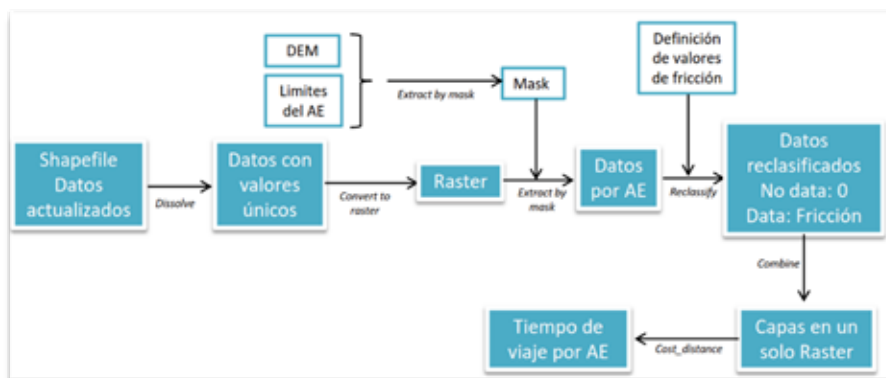 DEM
Limites
del AE
Extract by mask
Mask
Definición
de valores
de fricción
Shapefile
Datos
actualizados
Dissolve
Datos con
valores
únicos
Convert to
raster
Raster
Extract by
mask
Datos
por AE
Reclassify
Datos
reclasificados
No data: 0
Data: Fricción
Combine
Capas en un
solo Raster
Cost_distance
Tiempo de
viaje por AE